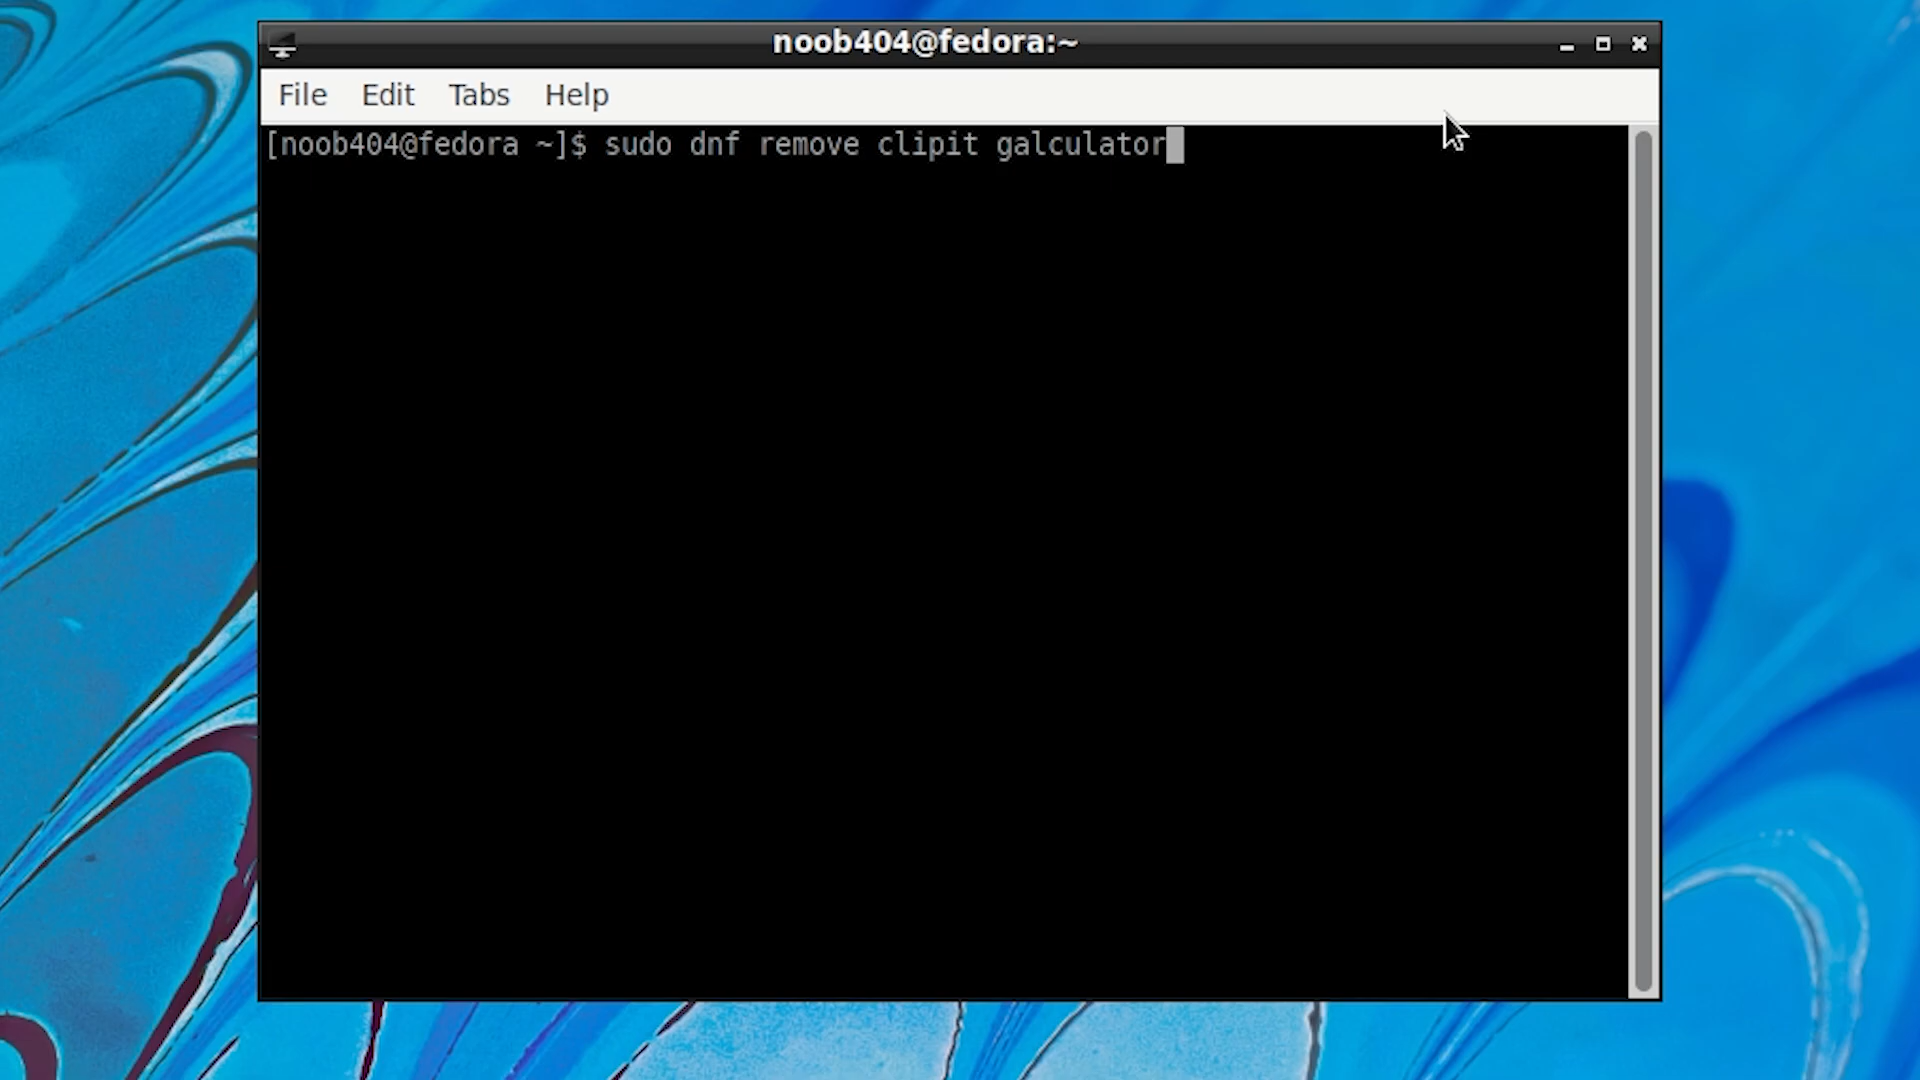 noob404@fedora:~
File Edit Tabs Help
[noob404@fedora ~]$ sudo dnf remove clipit galculator